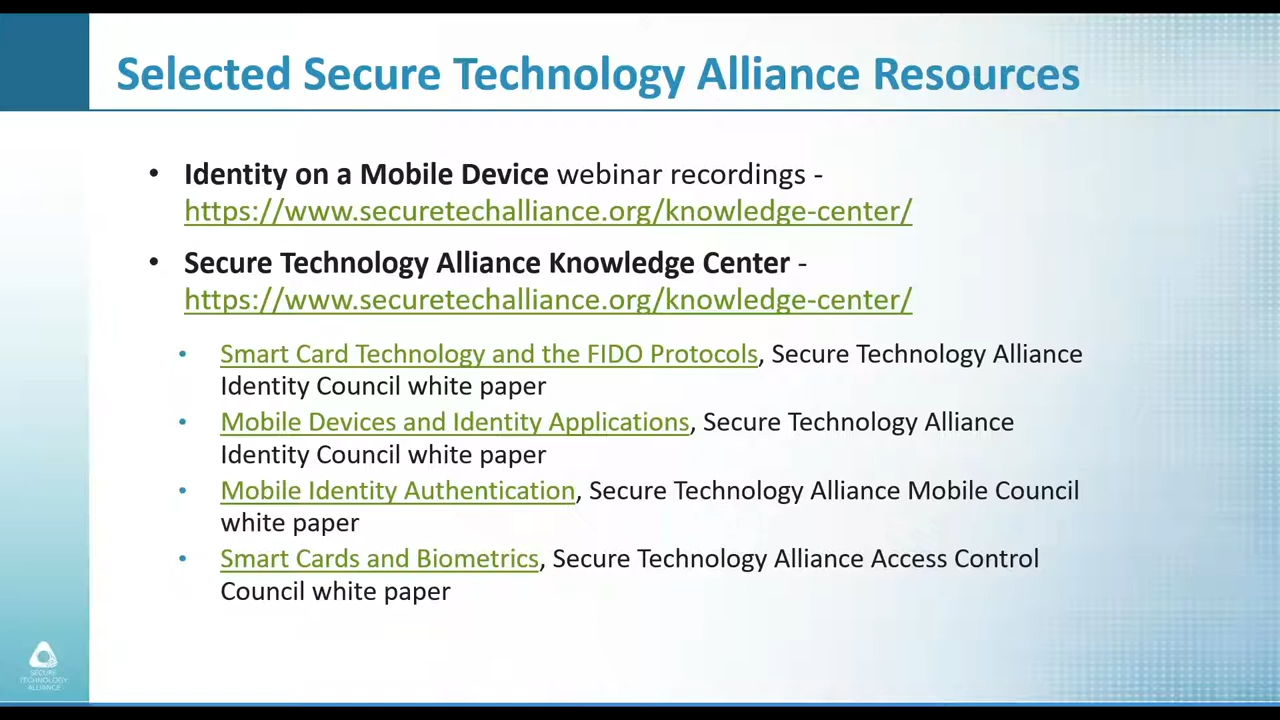 Selected Secure Technology Alliance Resources
• Identity on a Mobile Device webinar recordings -
https://www.securetechalliance.org/knowledge-center/
• Secure Technology Alliance Knowledge Center -
https://www.securetechalliance.org/knowledge-center/
• Smart Card Technology and the FIDO Protocols, Secure Technology Alliance
Identity Council white paper
• Mobile Devices and Identity Applications, Secure Technology Alliance
Identity Council white paper
• Mobile Identity Authentication, Secure Technology Alliance Mobile Council
white paper
• Smart Cards and Biometrics, Secure Technology Alliance Access Control
Council white paper
SECURE
TECHNOLOGY
ALLIANCE